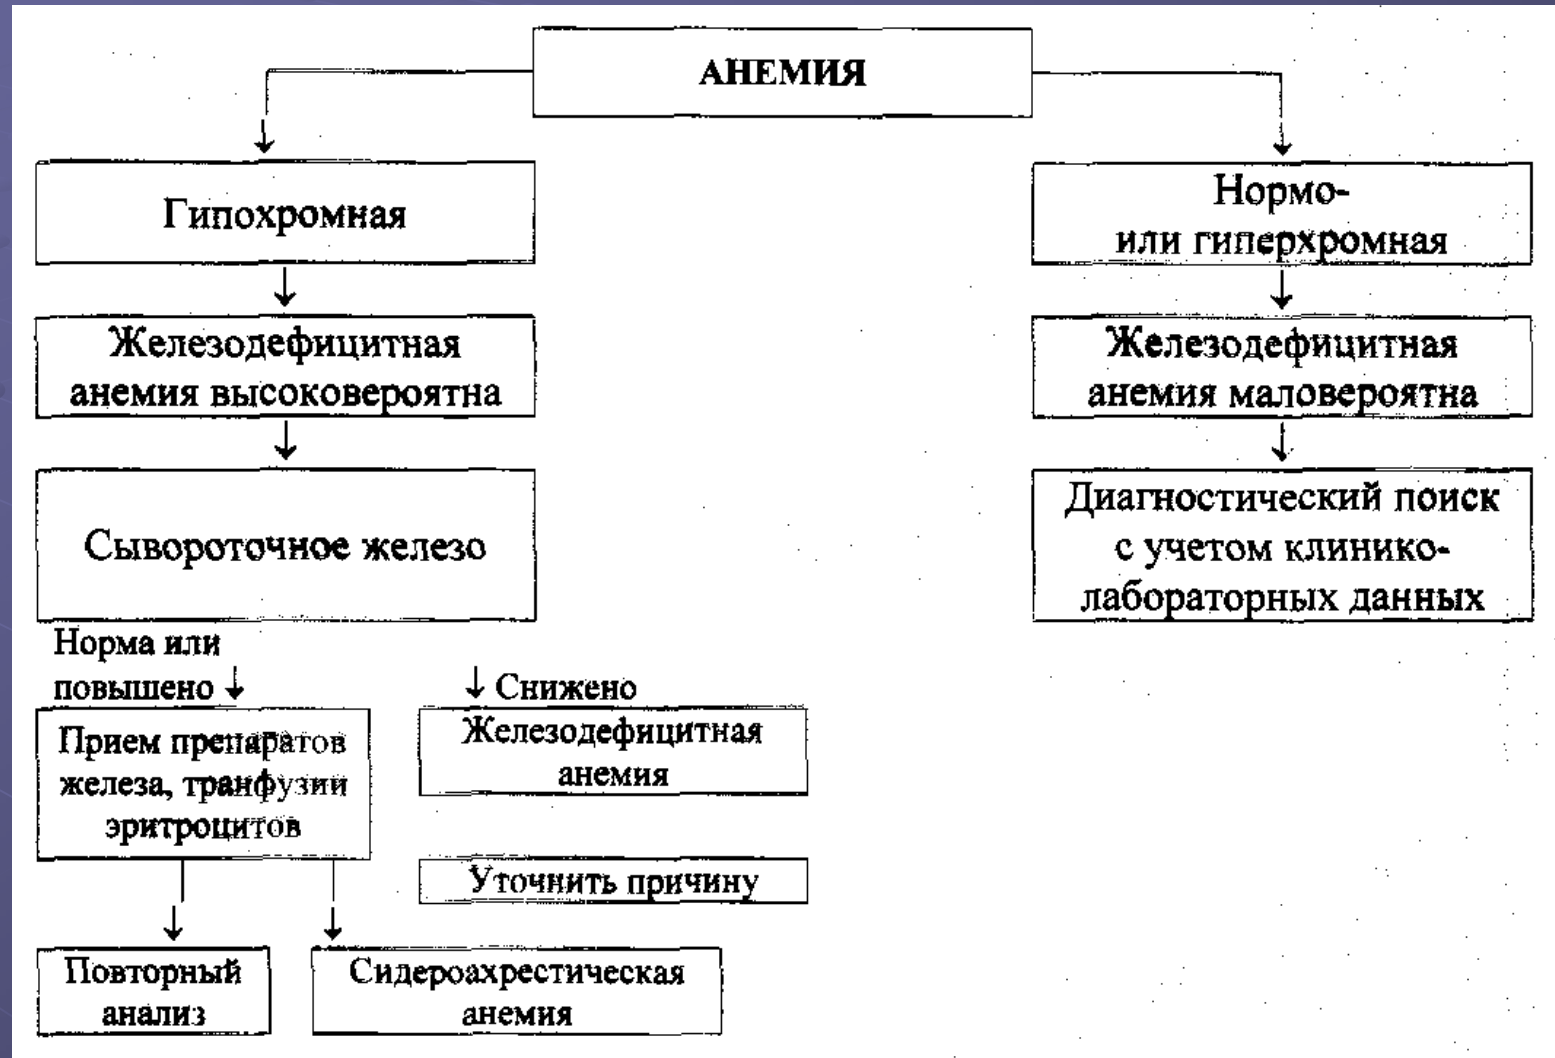 АНЕМИЯ
Гипохромная
Нормо-
или гиперхромная
Железодефицитная
анемия высоковероятна
Железодефицитная
анемия маловероятна
Сывороточное железо
Диагностический поиск
с учетом клинико-
лабораторных данных
Норма или
повышено
Снижено
Прием препаратов
железа, транфузии
эритроцитов
Железодефицитная
анемия
Уточнить причину
Повторный
анализ
Сидероахрестическая
анемия